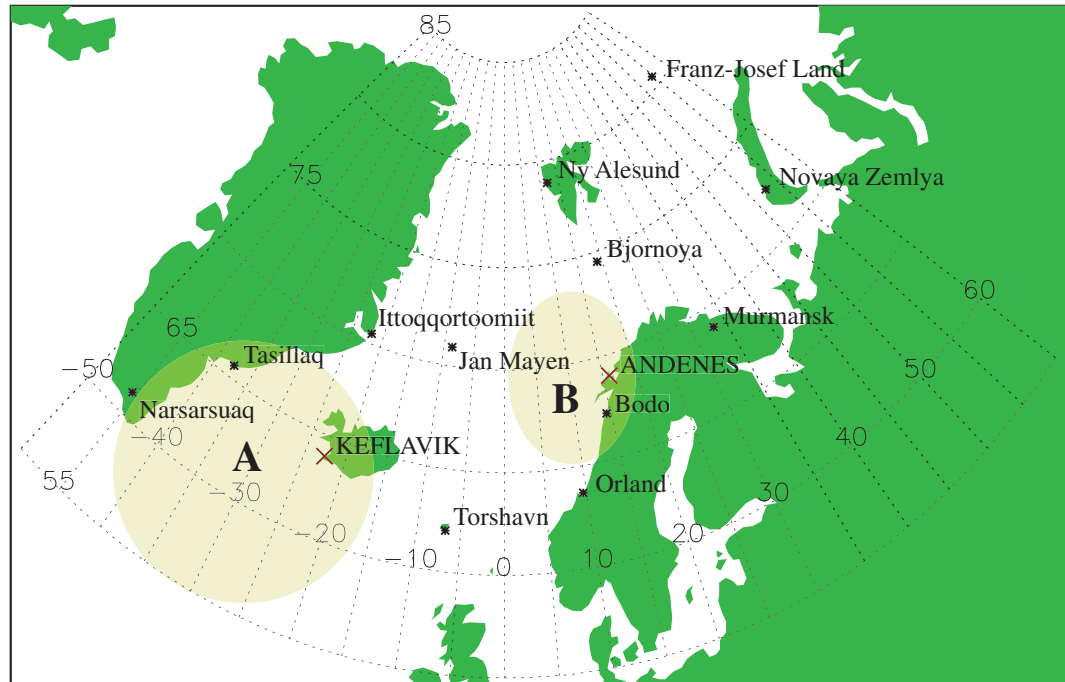 85
Franz-Josef Land
Ny Alesund
75
Novaya Zemlya
Bjornoya
60
Ittoqqortoomiit
Murmansk
65
Tasillaq
Jan Mayen
ANDENES
-50
50
B
Narsarsuaq
Bodo
-40
KEFLAVIK
40
A
55
-30
Orland
30
Torshavn
-20
20
-10
0
10